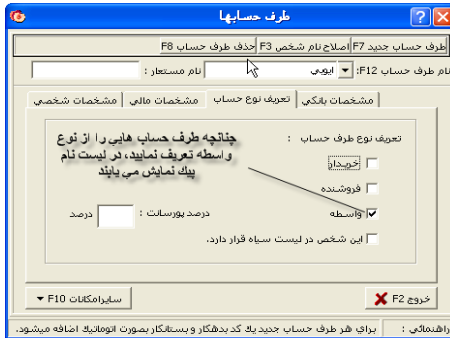 طرف حسابها
طرف حساب جدید F7 اصلاح نام شخص F3 حذف طرف حساب F8
نام طرف حساب F12: ایوبی نام مستعار :
مشخصات بانکی تعریف نوع حساب مشخصات مالی مشخصات شخصی
تعریف نوع طرف حساب :
خریدار
فروشنده
واسطه
درصد پورسانت : درصد
این شخص در لیست سیاه قرار دارد.
چنانچه طرف حساب هایی را از نوع
واسطه تعریف نمایید، در لیست نام
پیک نمایش می یابند
خروج F2
سایرامکانات F10
راهنمائی : برای هر طرف حساب جدید یك کد بدهکار و بستانکار بصورت اتوماتیك اضافه میشود.